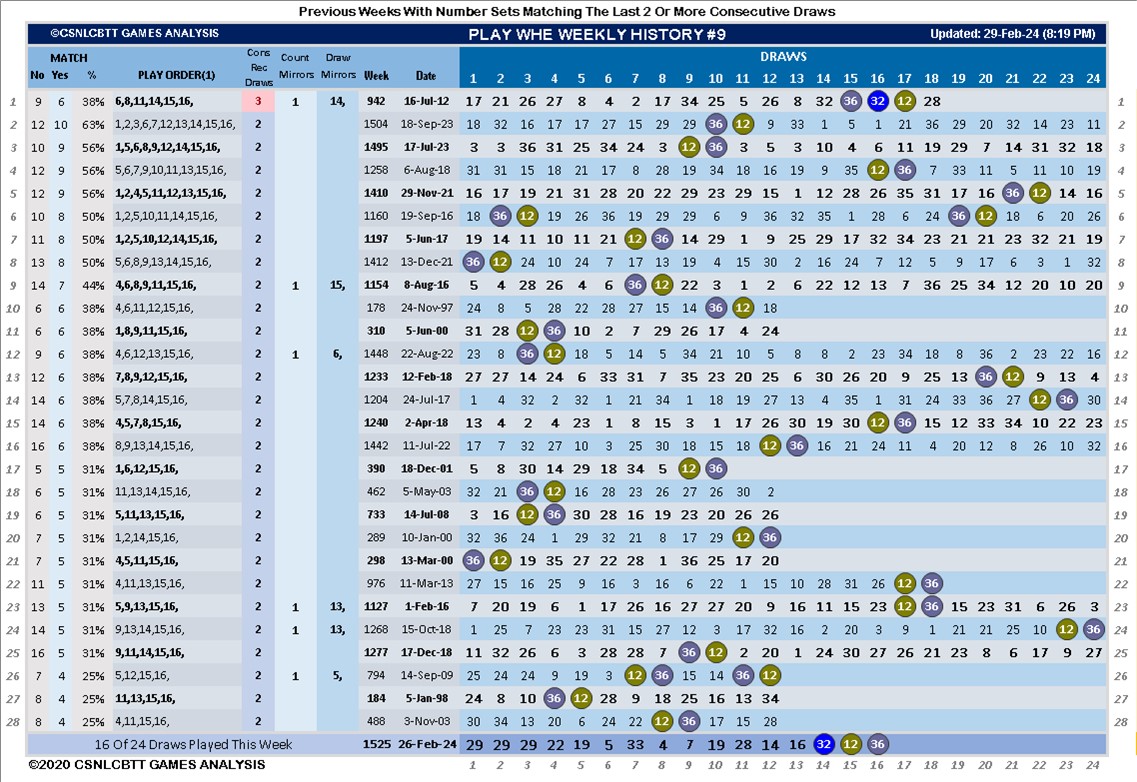 Previous Weeks With Number Sets Matching The Last 2 Or More Consecutive Draws
©CSNLCBTT GAMES ANALYSIS PLAY WHE WEEKLY HISTORY #9 Updated: 29-Feb-24 (8:19 PM)
MATCH Cons Rec Draws Count Mirrors Draw Mirrors DRAWS
No Yes % PLAY ORDER(1) Week Date 1 2 3 4 5 6 7 8 9 10 11 12 13 14 15 16 17 18 19 20 21 22 23 24
1 9 6 38% 6,8,11,14,15,16, 3 1 14, 942 16-Jul-12 17 21 26 27 8 4 2 17 34 25 5 26 8 32 36 32 12 28 1
2 12 10 63% 1,2,3,6,7,12,13,14,15,16, 2 1504 18-Sep-23 18 32 16 17 17 27 15 29 29 36 12 9 33 1 5 1 21 36 29 20 32 14 23 11 2
3 10 9 56% 1,5,6,8,9,12,14,15,16, 2 1495 17-Jul-23 3 3 36 31 25 34 24 3 12 36 3 5 3 10 4 6 11 19 29 7 14 31 32 18 3
4 12 9 56% 5,6,7,9,10,11,13,15,16, 2 1258 6-Aug-18 31 31 15 18 21 17 8 28 19 34 18 16 19 9 35 12 36 7 33 11 5 11 10 19 4
5 12 9 56% 1,2,4,5,11,12,13,15,16, 2 1410 29-Nov-21 16 17 19 21 31 28 20 28 29 23 29 15 1 12 28 26 35 31 17 16 36 12 14 16 5
6 10 8 50% 1,2,5,10,11,14,15,16, 2 1160 19-Sep-16 18 36 12 19 26 36 19 29 29 6 9 36 32 35 1 28 6 24 36 12 18 6 20 26 6
7 11 8 50% 1,2,5,10,12,14,15,16, 2 1197 5-Jun-17 19 14 11 10 11 21 12 36 14 29 1 9 25 29 17 32 34 23 21 21 23 32 21 19 7
8 13 8 50% 5,6,8,9,13,14,15,16, 2 1412 13-Dec-21 36 12 24 10 24 7 17 13 19 4 15 30 2 16 24 7 12 5 9 17 6 3 1 32 8
9 14 7 44% 4,6,8,9,11,15,16, 2 1 15, 1154 8-Aug-16 5 4 28 26 4 6 36 12 22 3 1 2 6 22 12 13 7 36 25 34 12 20 10 20 9
10 14 6 38% 4,6,11,12,15,16, 2 178 24-Nov-97 24 8 5 28 22 28 27 15 14 36 12 18 10
11 6 6 38% 1,8,9,11,15,16, 2 310 5-Jun-00 31 28 12 36 10 2 7 29 26 17 4 24 11
12 9 6 38% 4,6,12,13,15,16, 2 1 6, 1448 22-Aug-22 23 8 36 12 18 5 14 5 34 21 10 5 8 8 2 23 34 18 8 36 2 23 22 16 12
13 12 6 38% 7,8,9,12,15,16, 2 1233 12-Feb-18 27 27 14 24 6 33 31 7 35 23 20 25 6 30 26 20 9 25 13 36 12 9 13 4 13
14 14 6 38% 5,7,8,14,15,16, 2 1204 24-Jul-17 1 4 32 2 32 1 21 34 1 18 19 27 13 4 35 1 31 24 33 36 27 12 36 30 14
15 14 6 38% 4,5,7,8,15,16, 2 1240 2-Apr-18 13 4 2 4 23 1 8 15 3 1 17 26 30 19 30 12 36 15 12 33 34 10 22 23 15
16 16 6 38% 8,9,13,14,15,16, 2 1442 11-Jul-22 17 7 32 27 10 3 25 30 18 15 18 12 36 16 21 24 11 4 20 12 8 26 10 32 16
17 5 5 31% 1,6,12,15,16, 2 390 18-Dec-01 5 8 30 14 29 18 34 5 12 36 17
18 6 5 31% 11,13,14,15,16, 2 462 5-May-03 32 21 36 12 16 28 23 26 27 26 30 2 18
19 6 5 31% 5,11,13,15,16, 2 733 14-Jul-08 3 16 12 36 30 28 16 19 23 20 26 26 19
20 7 5 31% 1,2,14,15,16, 2 289 10-Jan-00 32 36 24 1 29 32 21 8 17 29 12 36 20
21 7 5 31% 4,5,11,15,16, 2 298 13-Mar-00 36 12 19 35 27 22 28 1 36 25 17 20 21
22 11 5 31% 4,11,13,15,16, 2 976 11-Mar-13 27 15 16 25 9 16 3 16 6 22 1 15 10 28 31 26 12 36 22
23 13 5 31% 5,9,13,15,16, 2 1 13, 1127 1-Feb-16 7 20 19 6 1 17 26 16 27 27 20 9 16 11 15 23 12 36 15 23 31 6 26 3 23
24 14 5 31% 9,13,14,15,16, 2 1 13, 1268 15-Oct-18 1 25 7 23 23 31 15 27 12 3 17 32 16 2 20 3 9 1 21 21 25 10 12 36 24
25 16 5 31% 9,11,14,15,16, 2 1277 17-Dec-18 11 32 26 6 3 28 28 7 36 12 2 20 1 24 30 27 26 21 23 8 6 17 9 27 25
26 7 4 25% 5,12,15,16, 2 1 5, 794 14-Sep-09 25 24 24 9 19 3 12 36 15 14 36 12 26
27 8 4 25% 11,13,15,16, 2 184 5-Jan-98 24 8 10 36 12 28 9 18 25 16 13 34 27
28 8 4 25% 4,11,15,16, 2 488 3-Nov-03 30 34 13 20 6 24 22 12 36 17 15 28 28
16 Of 24 Draws Played This Week 1525 26-Feb-24 29 29 29 22 19 5 33 4 7 19 28 14 16 32 12 36
©2020 CSNLCBTT GAMES ANALYSIS 1 2 3 4 5 6 7 8 9 10 11 12 13 14 15 16 17 18 19 20 21 22 23 24